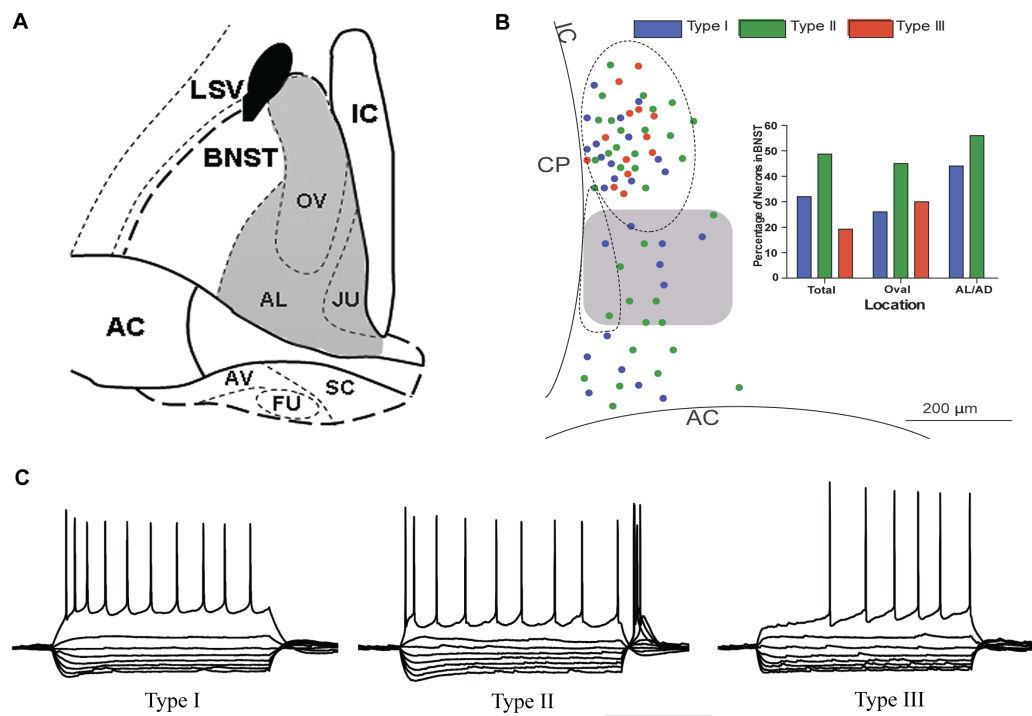 A
LSV
BNST
IC
OV
AL
JU
AC
AV
SC
FU
B
IC
Type I
Type II
Type III
CP
Percentage of Nerons in BNST
60
50
40
30
20
10
0
Total
Oval
AL/AD
Location
AC
200 µm
C
Type I
Type II
Type III